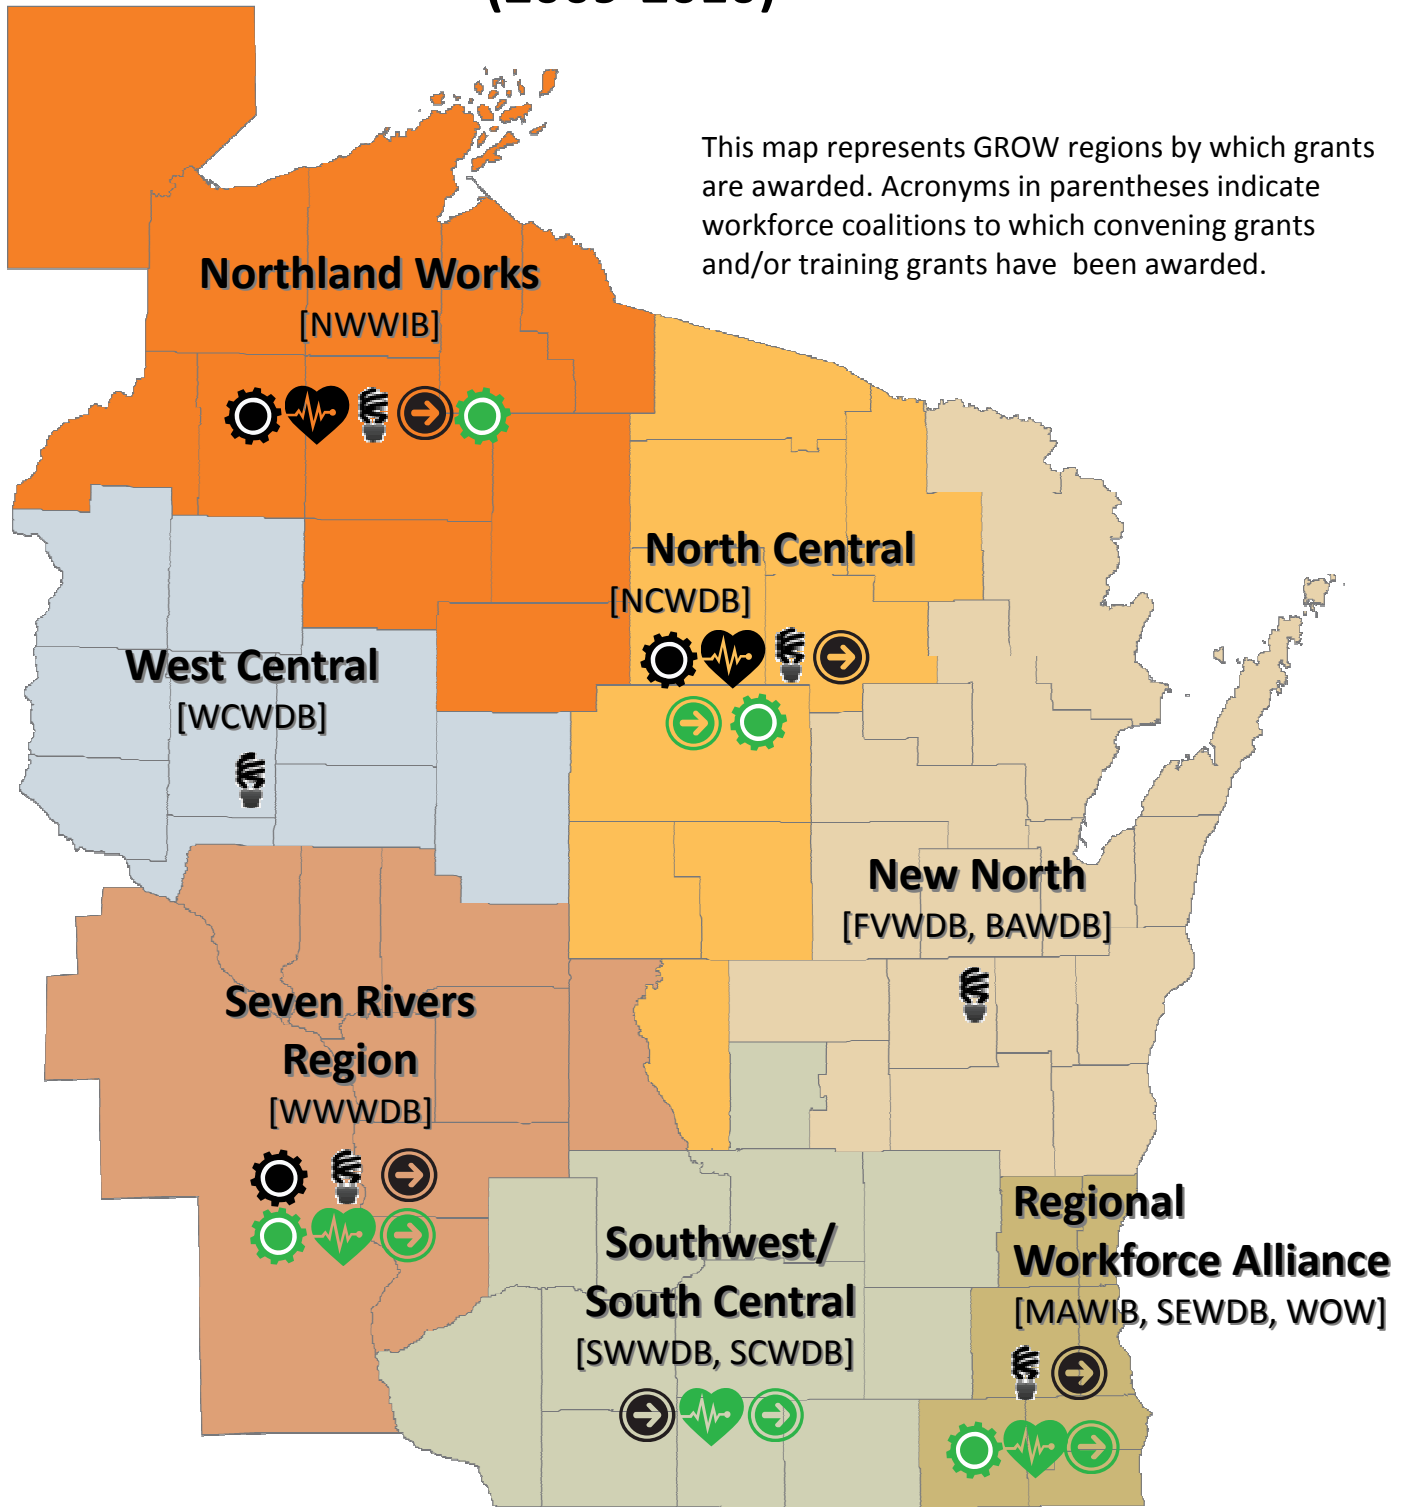 This map represents GROW regions by which grants
are awarded. Acronyms in parentheses indicate
workforce coalitions to which convening grants
and/or training grants have been awarded.
Northland Works
[NWWIB]
North Central
[NCWDB]
West Central
[WCWDB]
New North
[FVWDB, BAWDB]
Seven Rivers
Region
[WWWDB]
Regional
Workforce Alliance
[MAWIB, SEWDB, WOW]
Southwest/
South Central
[SWWDB, SCWDB]